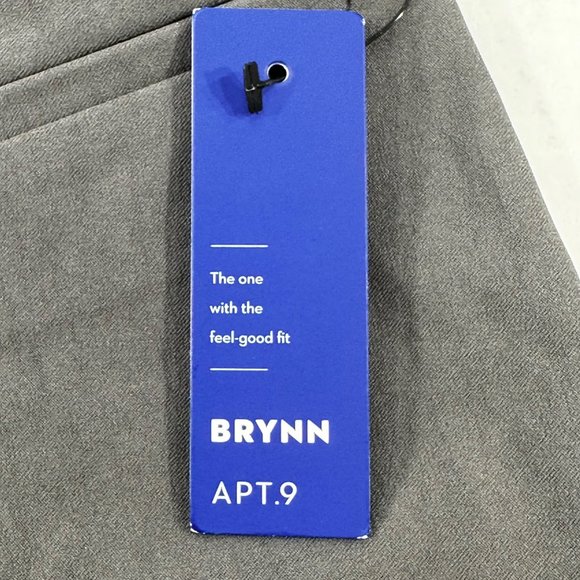 The one
with the
feel-good fit
BRYNN
APT.9